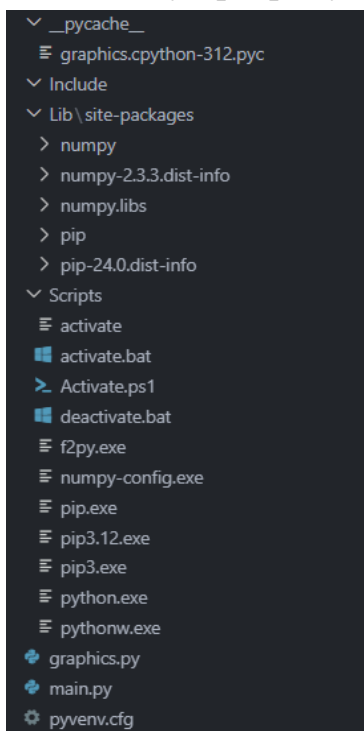 __pycache__
graphics.cpython-312.pyc
Include
Lib\site-packages
numpy
numpy-2.3.3.dist-info
numpy.libs
pip
pip-24.0.dist-info
Scripts
activate
activate.bat
Activate.ps1
deactivate.bat
f2py.exe
numpy-config.exe
pip.exe
pip3.12.exe
pip3.exe
python.exe
pythonw.exe
graphics.py
main.py
pyvenv.cfg